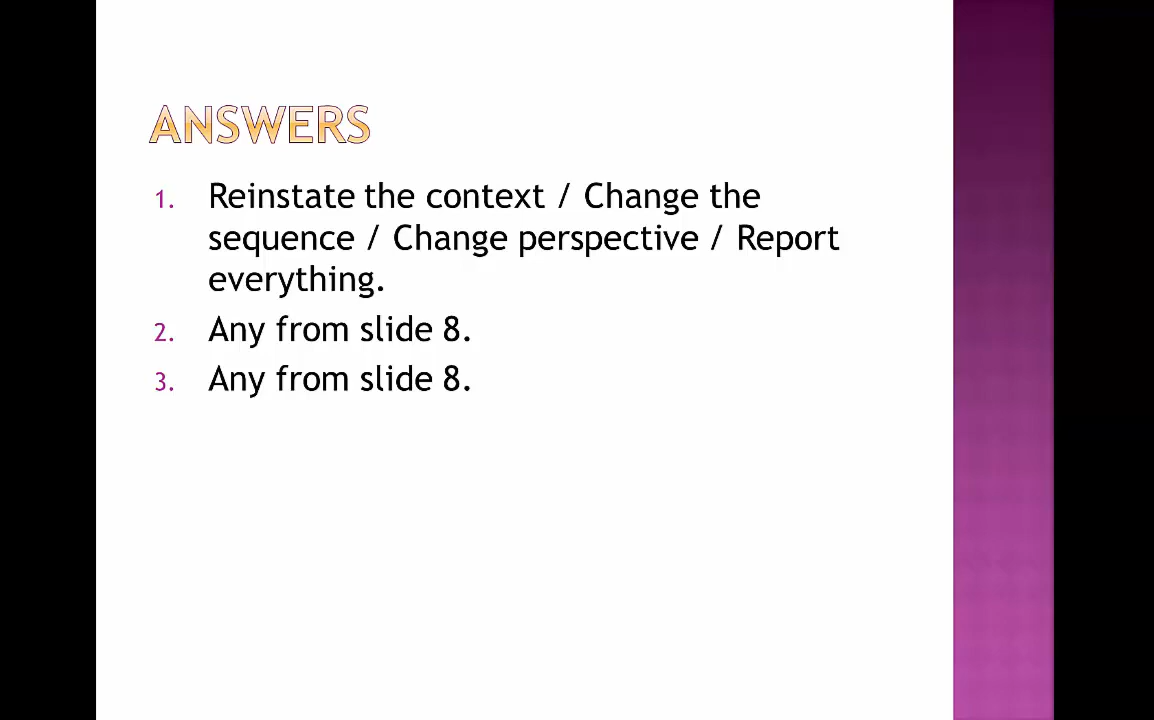 ANSWERS
1. Reinstate the context / Change the
sequence / Change perspective / Report
everything.
2. Any from slide 8.
3. Any from slide 8.